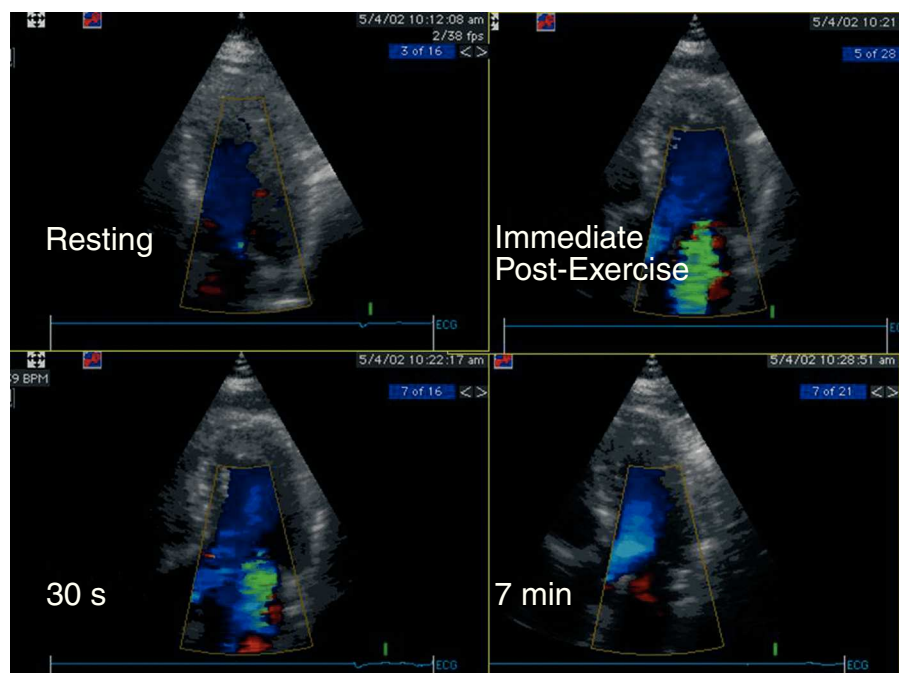 5/4/02 10:12:08 am
2/38 fps
3 of 16 < >
Resting
ECG
5/4/02 10:21
5 of 28
Immediate
Post-Exercise
5/4/02 10:22:17 am
9 BPM
7 of 16 < >
30 s
ECG
5/4/02 10:28:51 am
7 of 21 < >
7 min
ECG